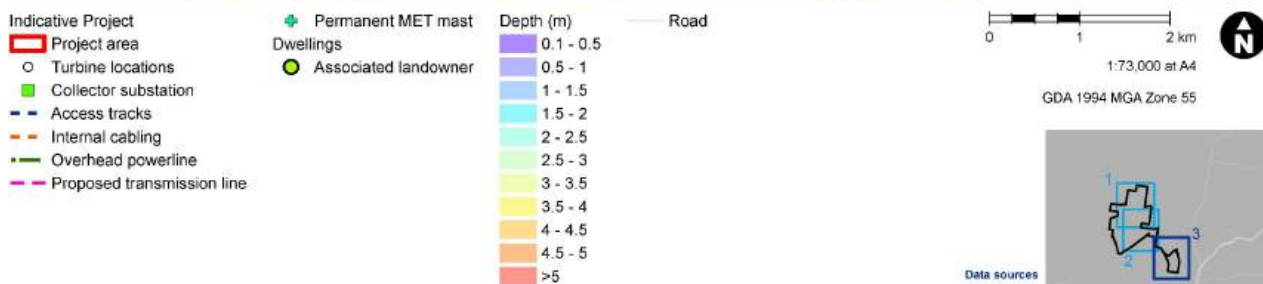 Indicative Project
Project area
Turbine locations
Collector substation
Access tracks
Internal cabling
Overhead powerline
Proposed transmission line
Permanent MET mast
Dwellings
Associated landowner
Depth (m)
0.1 - 0.5
0.5 - 1
1 - 1.5
1.5 - 2
2 - 2.5
2.5 - 3
3 - 3.5
3.5 - 4
4 - 4.5
4.5 - 5
>5
Road
0 1 2 km
1:73,000 at A4
GDA 1994 MGA Zone 55
N
1
2
3
Data sources